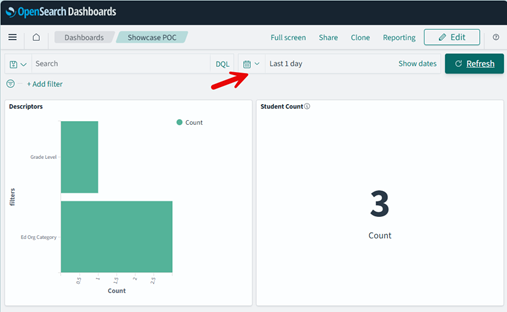 OpenSearch Dashboards
Dashboards Showcase POC Full screen Share Clone Reporting Edit
Search DQL Last 1 day Show dates Refresh
+ Add filter
Descriptors
Count
Grade Level
filters
Ed Org Category
0.5 1 1.5 2 2.5
Count
Student Count
3
Count